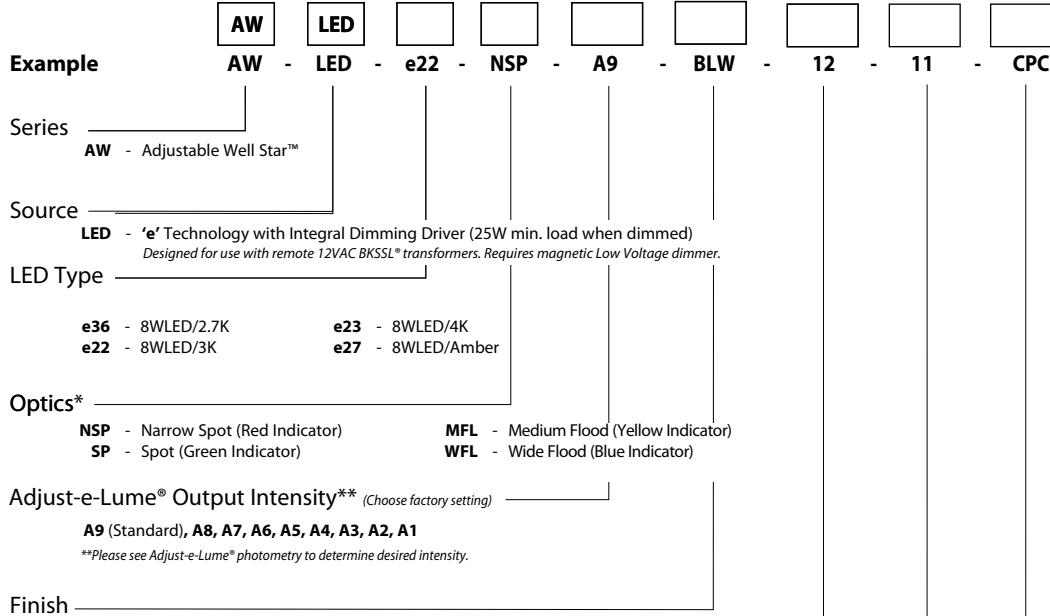 AW LED
Example AW - LED - e22 - NSP - A9 - BLW - 12 - 11 - CPC
Series
AW - Adjustable Well Star™
Source
LED - ‘e’ Technology with Integral Dimming Driver (25W min. load when dimmed)
Designed for use with remote 12VAC BKSSL® transformers. Requires magnetic Low Voltage dimmer.
LED Type
e36 - 8WLED/2.7K e23 - 8WLED/4K
e22 - 8WLED/3K e27 - 8WLED/Amber
Optics*
NSP - Narrow Spot (Red Indicator) MFL - Medium Flood (Yellow Indicator)
SP - Spot (Green Indicator) WFL - Wide Flood (Blue Indicator)
Adjust-e-Lume® Output Intensity** (Choose factory setting)
A9 (Standard), A8, A7, A6, A5, A4, A3, A2, A1
**Please see Adjust-e-Lume® photometry to determine desired intensity.
Finish